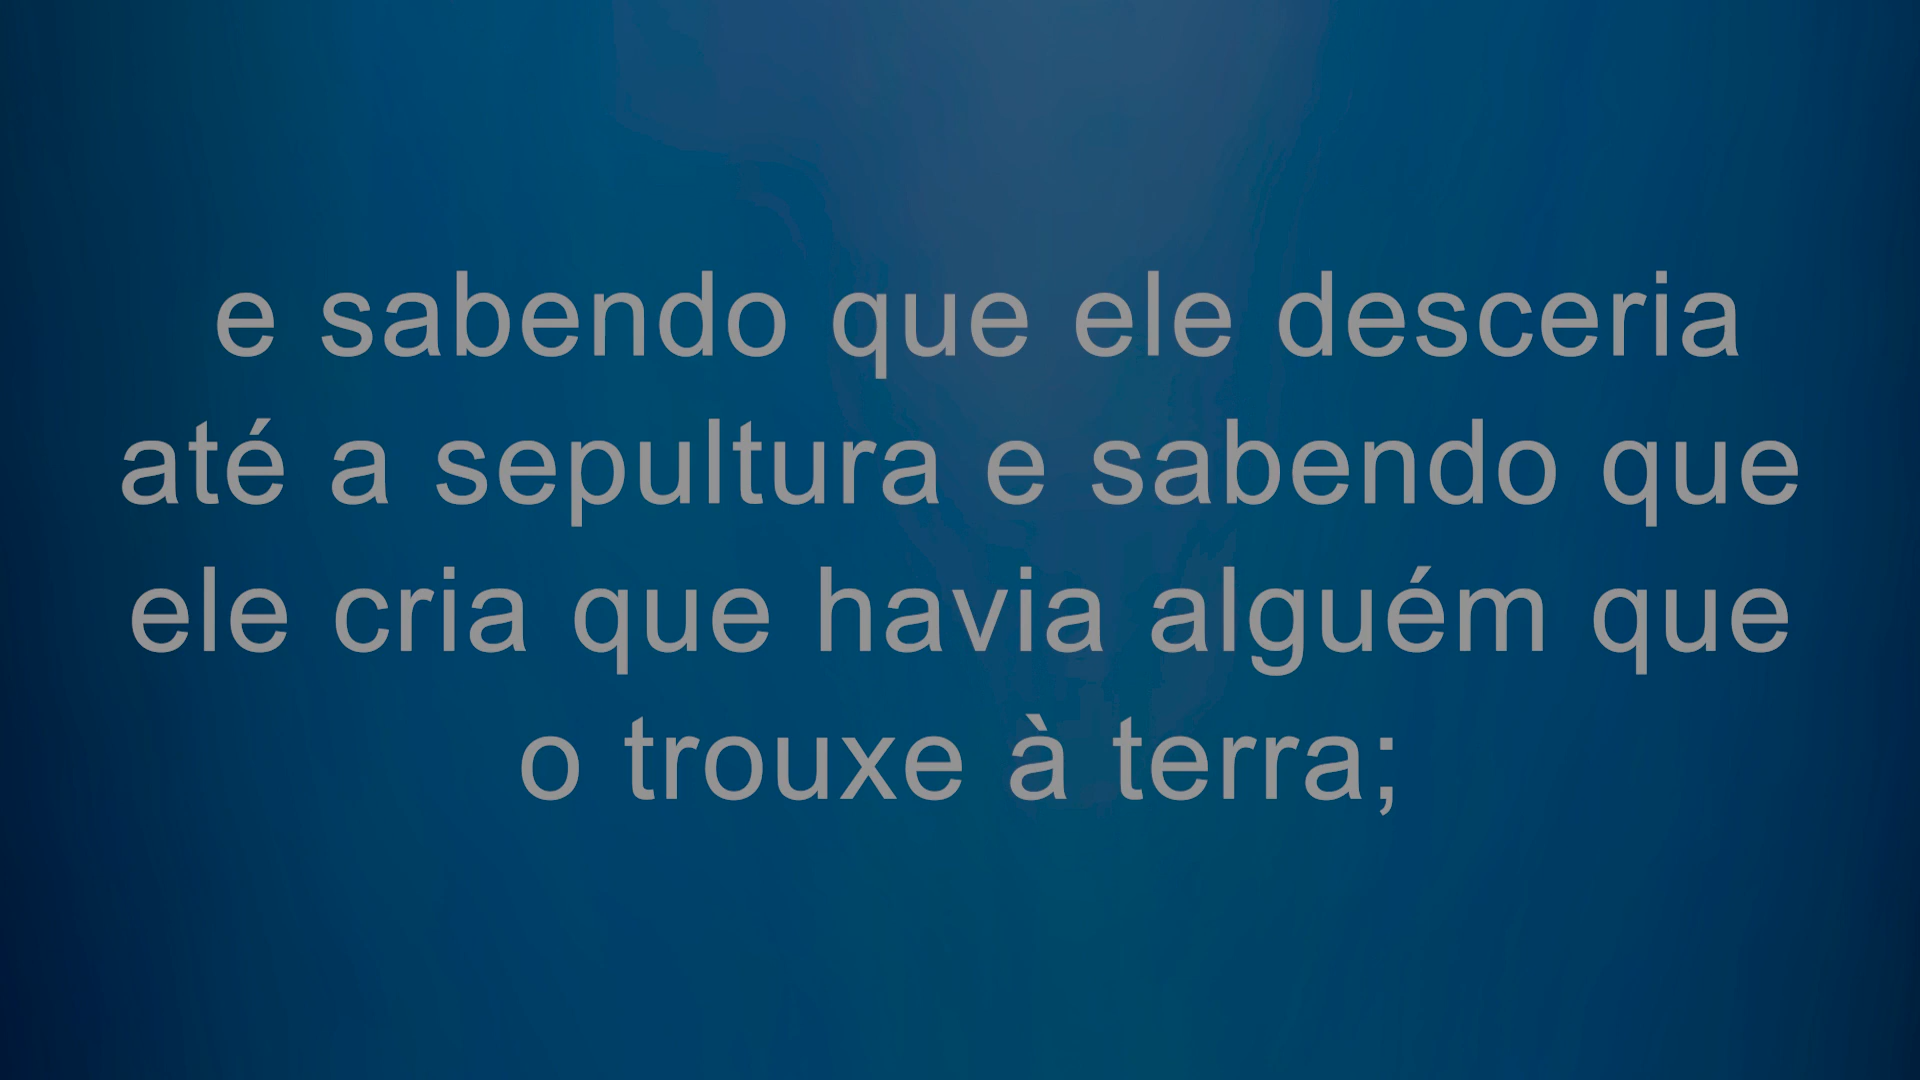 e sabendo que ele desceria
até a sepultura e sabendo que
ele cria que havia alguém que
o trouxe à terra;